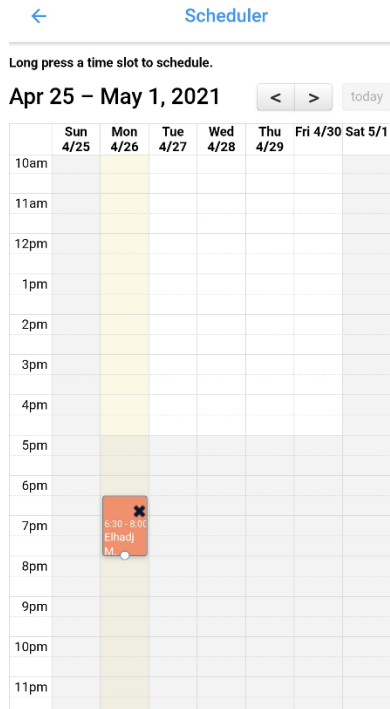 Scheduler
Long press a time slot to schedule.
Apr 25 – May 1, 2021
< > today
Sun 4/25 Mon 4/26 Tue 4/27 Wed 4/28 Thu 4/29 Fri 4/30 Sat 5/1
10am
11am
12pm
1pm
2pm
3pm
4pm
5pm
6pm
6:30 - 8:00
7pm
Elhadj
M.
8pm
9pm
10pm
11pm